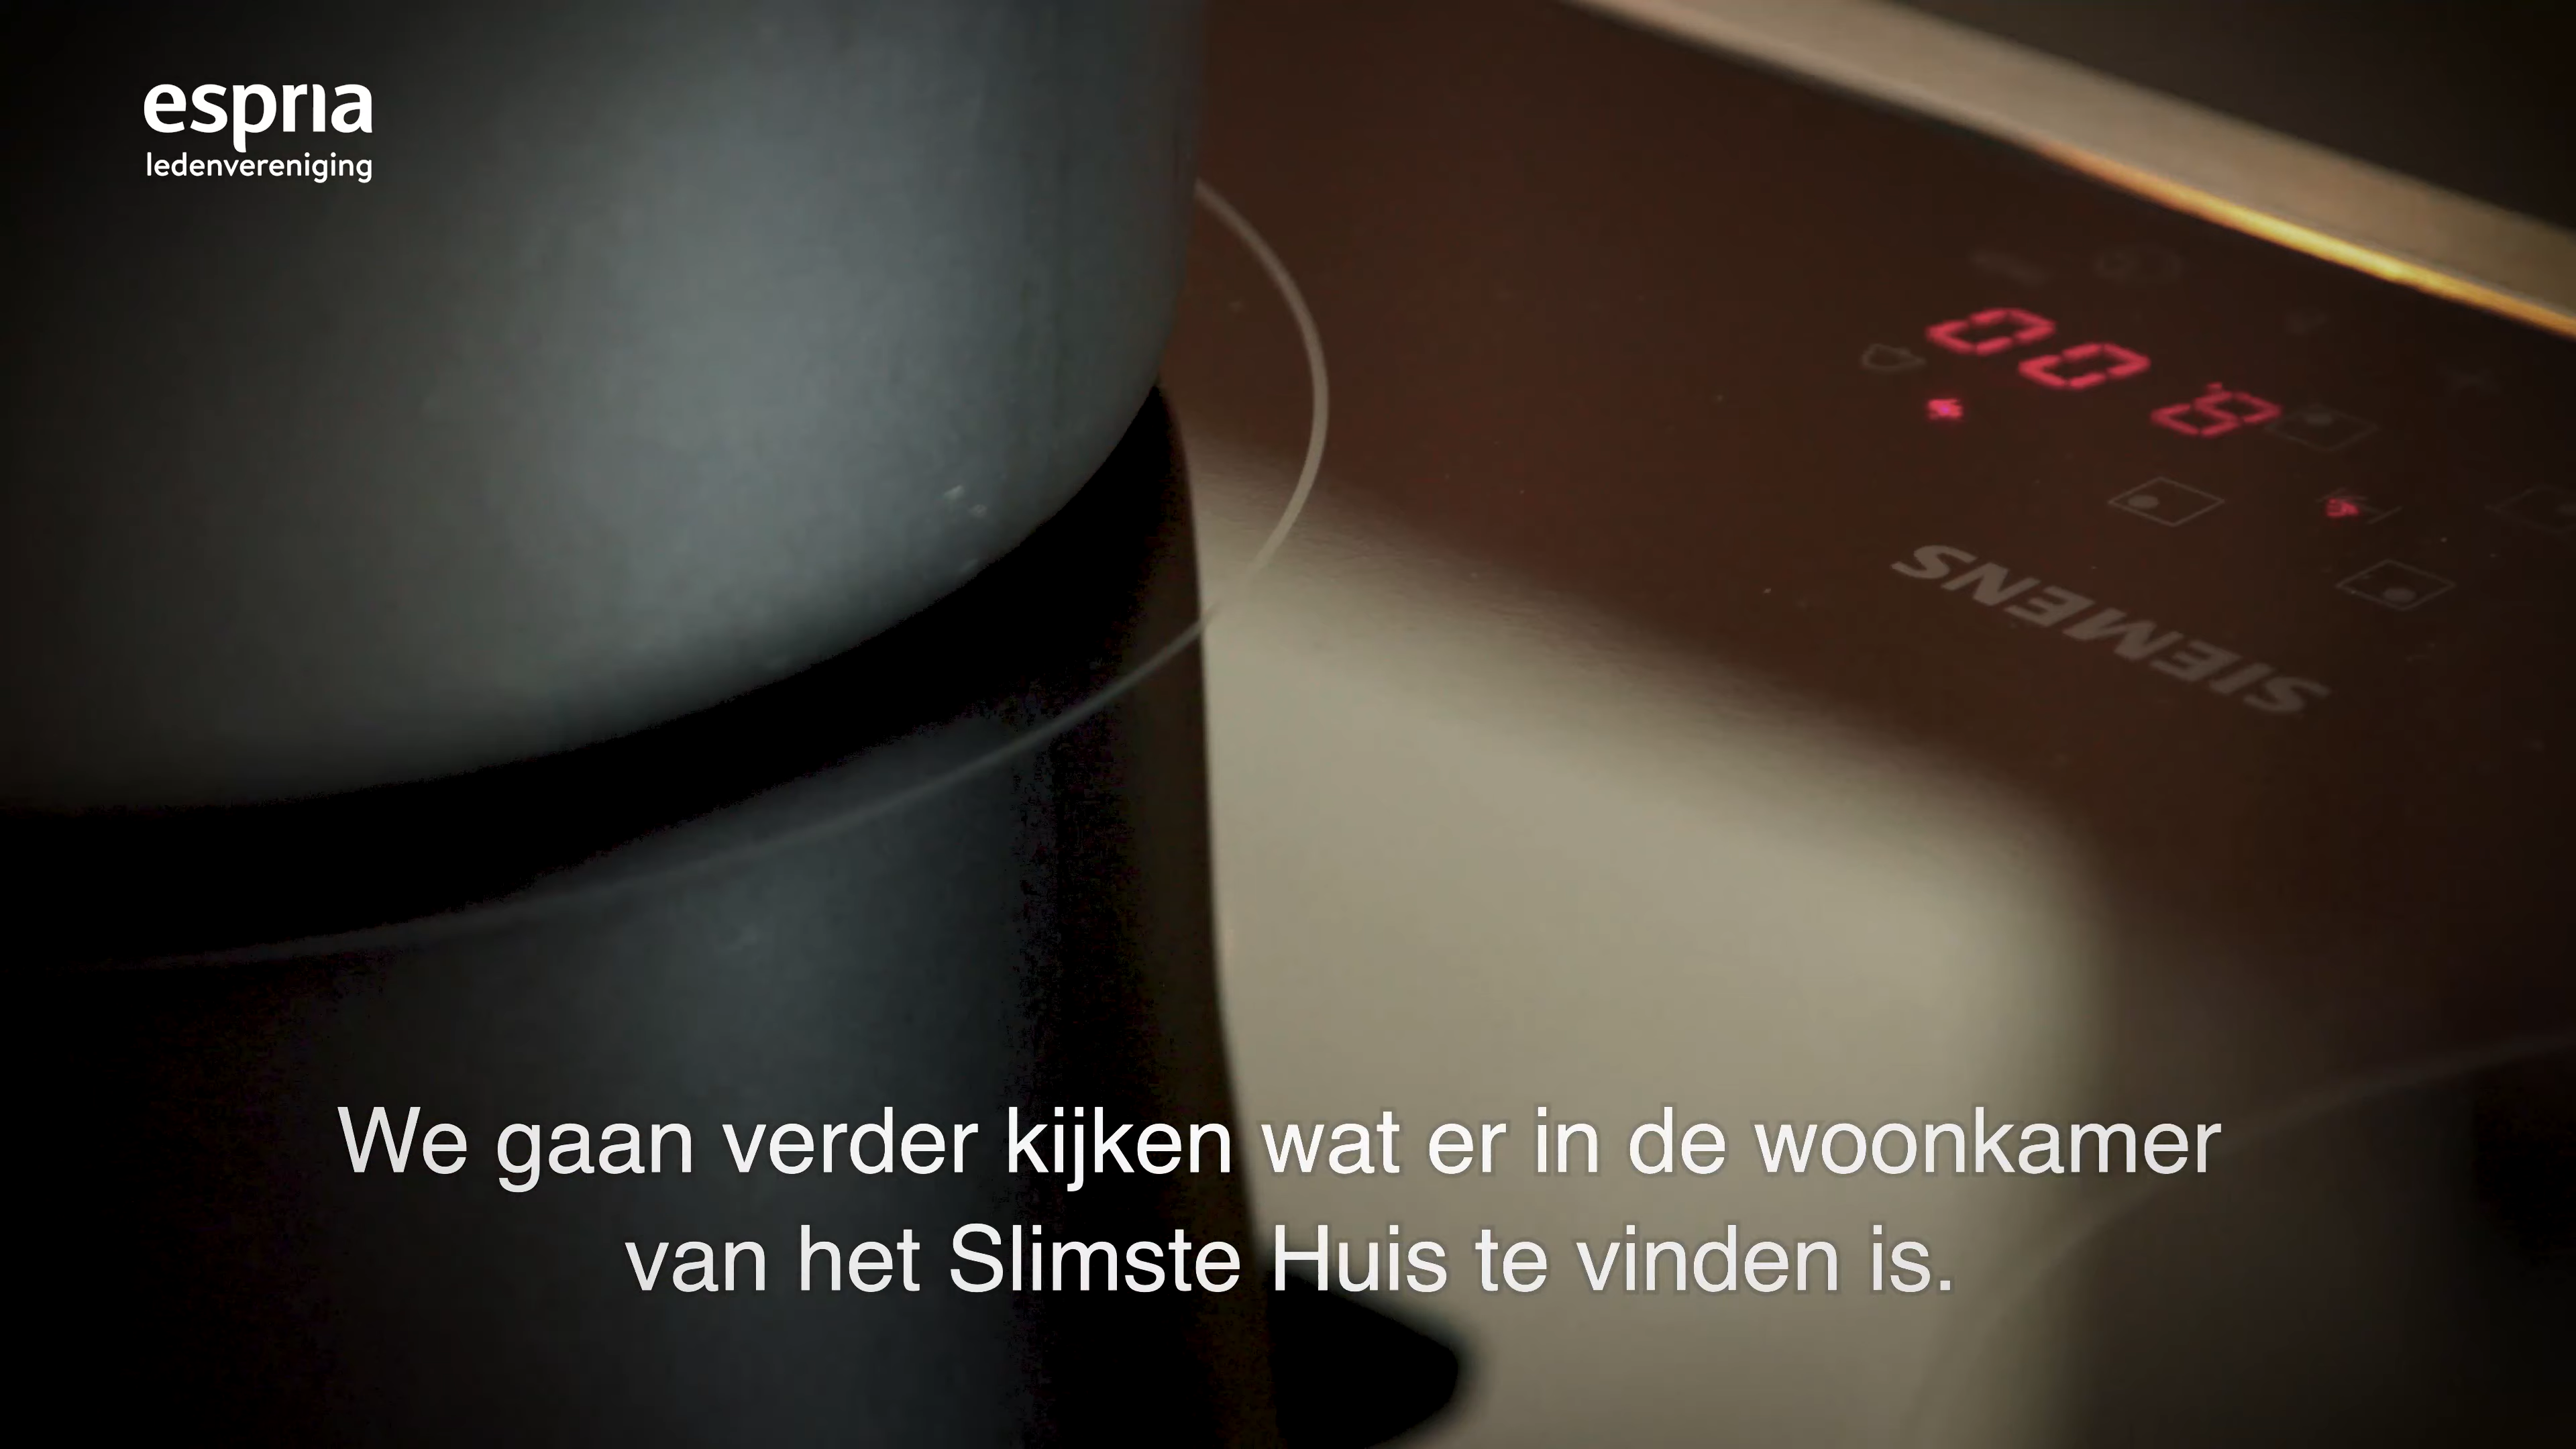 espria
ledenvereniging
SIEMENS
We gaan verder kijken wat er in de woonkamer
van het Slimste Huis te vinden is.